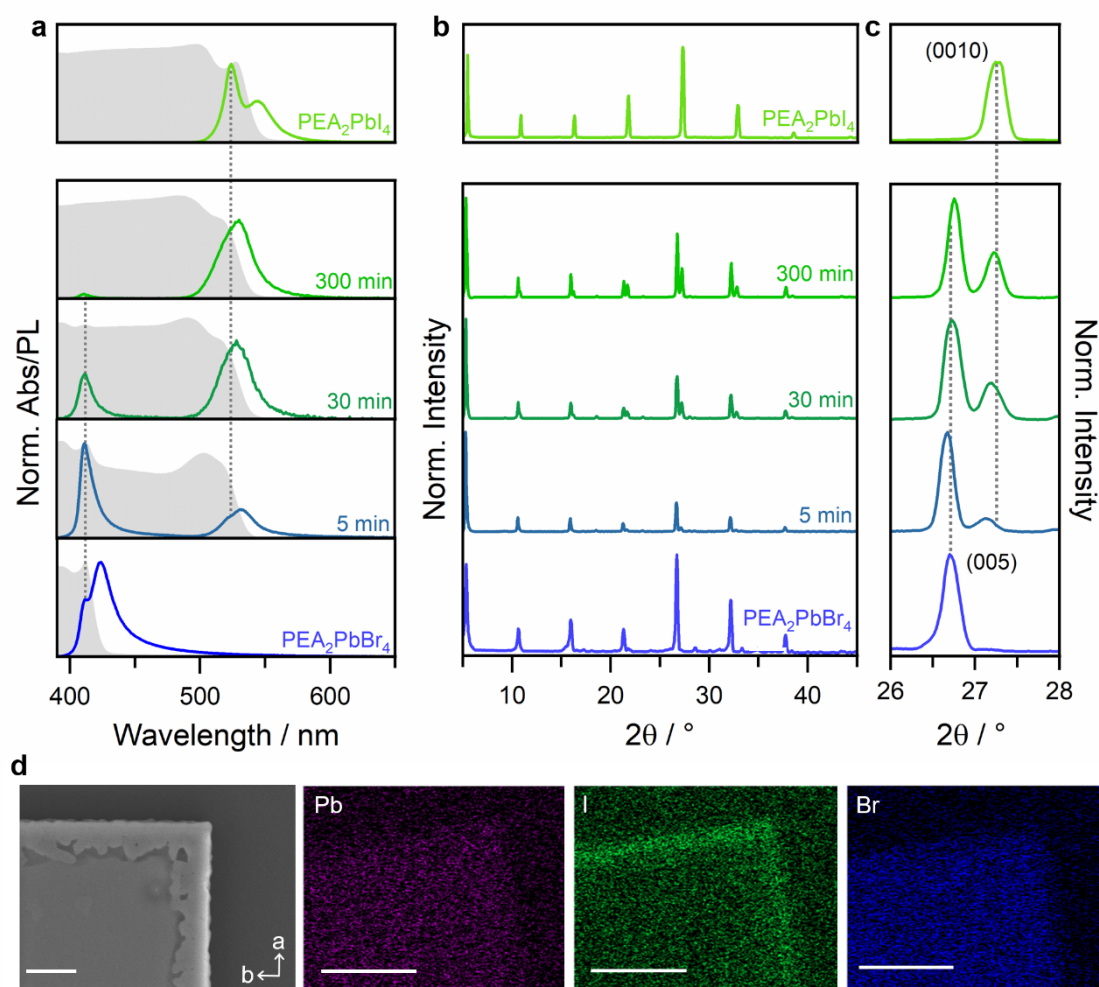 a
b
c
Norm. Abs/PL
PEA₂PbI₄
300 min
30 min
5 min
PEA₂PbBr₄
400
500
600
Wavelength / nm
Norm. Intensity
PEA₂PbI₄
300 min
30 min
5 min
PEA₂PbBr₄
10
20
30
40
2θ / °
(0010)
(005)
Norm. Intensity
26
27
28
2θ / °
d
a
b
Pb
I
Br